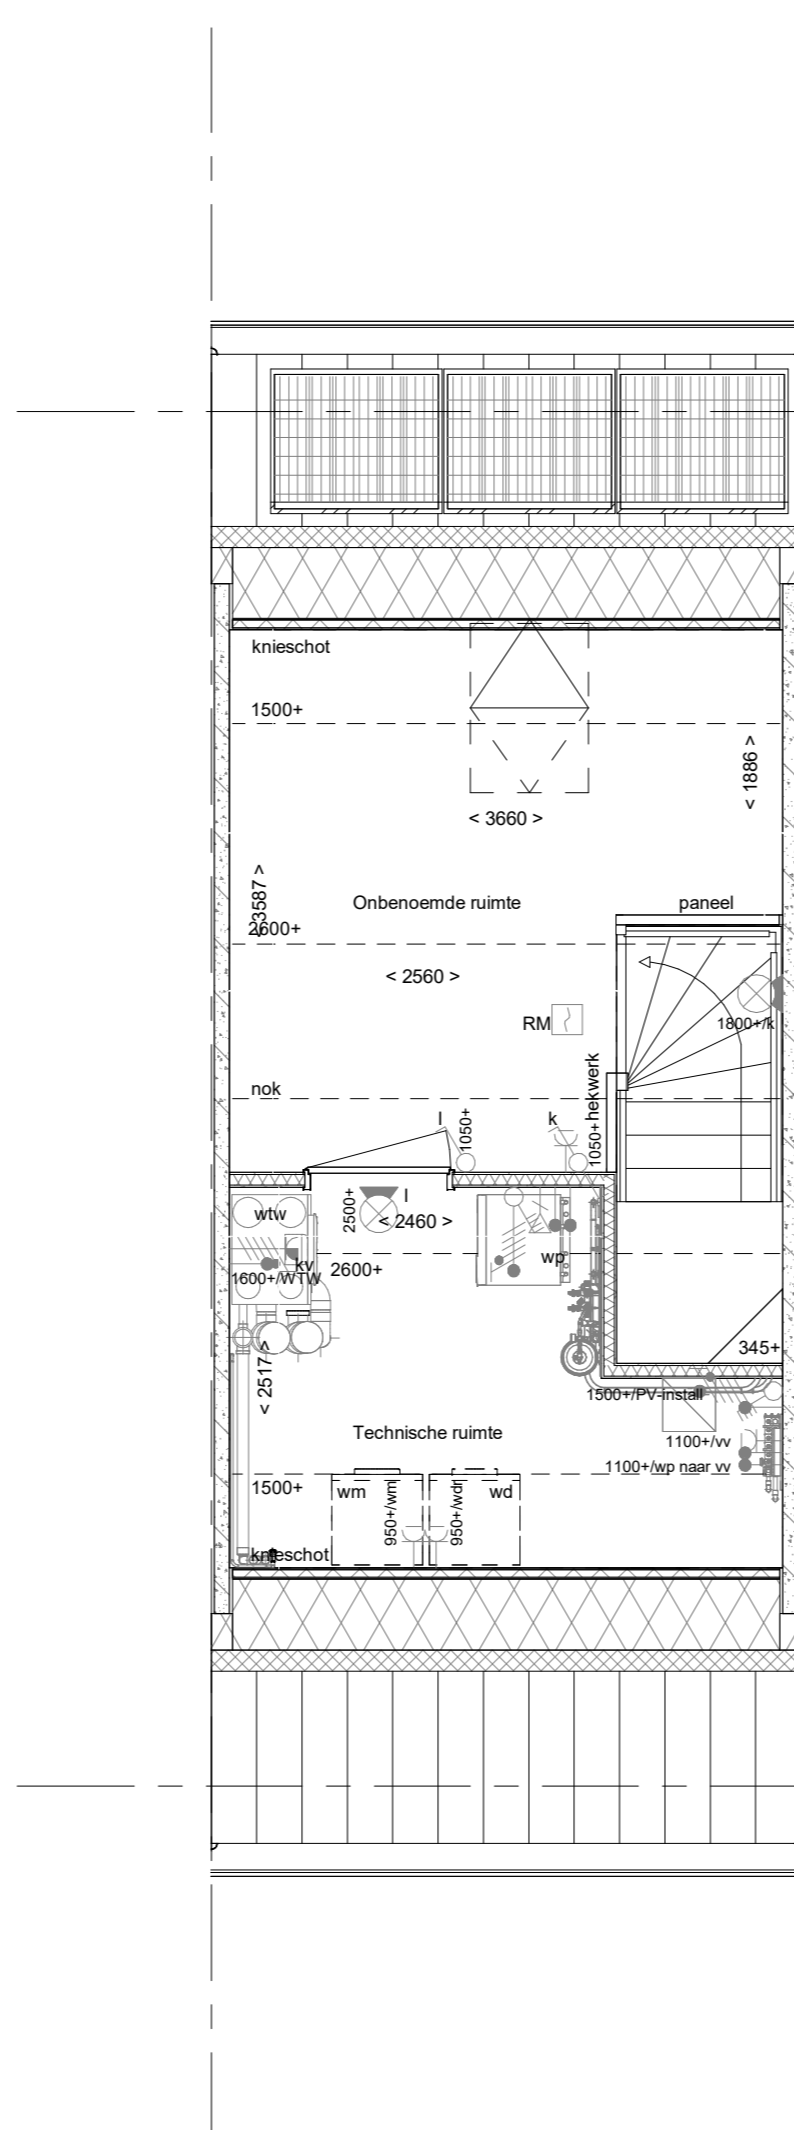 knieschot
1500+
< 1886 >
< 3660 >
< 3587 >
Onbenoemde ruimte
paneel
2600+
< 2560 >
RM
1800+/k
hekwerk
nok
l
1050+
k
1050+
wtw
2500+
l
< 2460 >
wp
kv
1600+/WTW
2600+
345+
< 2517 >
1500+/PV-install
Technische ruimte
1100+/vv
1100+/wp naar vv
1500+
wm
950+/wm
950+/wdr
wd
knieschot